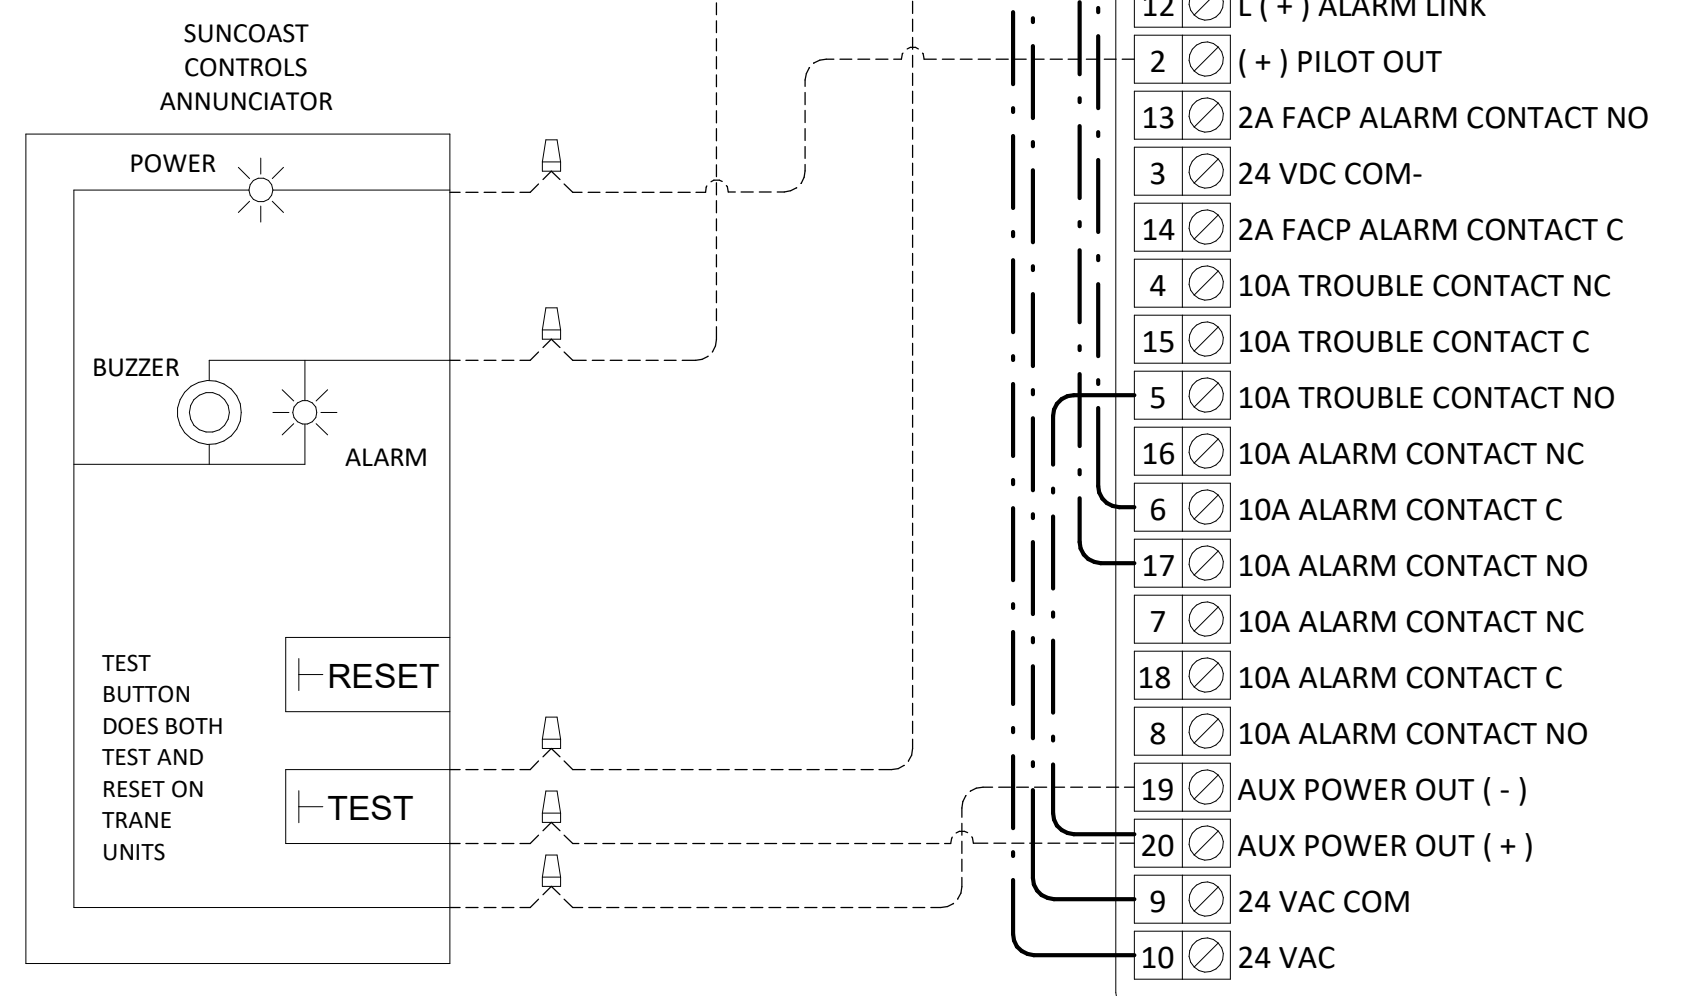 SUNCOAST
CONTROLS
ANNUNCIATOR
POWER
BUZZER
ALARM
RESET
TEST
BUTTON
DOES BOTH
TEST AND
RESET ON
TRANE
UNITS
TEST
12 L ( + ) ALARM LINK
2 ( + ) PILOT OUT
13 2A FACP ALARM CONTACT NO
3 24 VDC COM-
14 2A FACP ALARM CONTACT C
4 10A TROUBLE CONTACT NC
15 10A TROUBLE CONTACT C
5 10A TROUBLE CONTACT NO
16 10A ALARM CONTACT NC
6 10A ALARM CONTACT C
17 10A ALARM CONTACT NO
7 10A ALARM CONTACT NC
18 10A ALARM CONTACT C
8 10A ALARM CONTACT NO
19 AUX POWER OUT ( - )
20 AUX POWER OUT ( + )
9 24 VAC COM
10 24 VAC